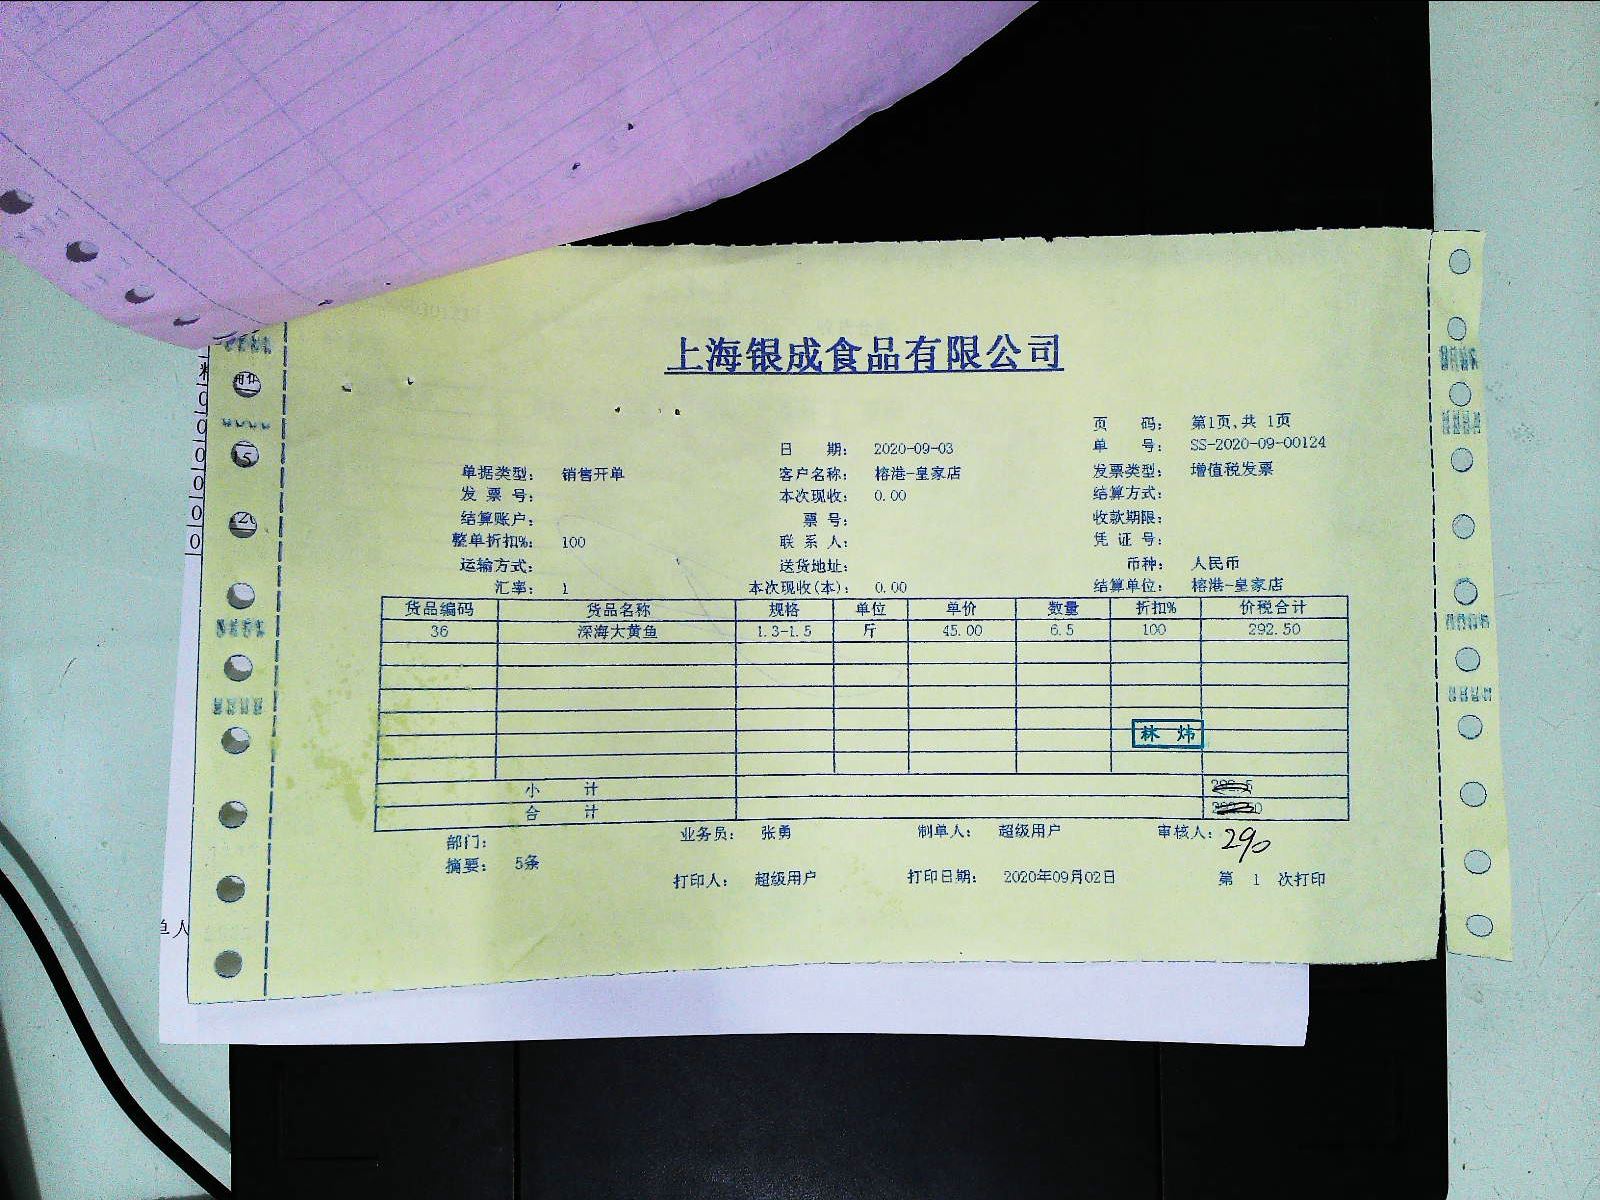 上海银成食品有限公司
页 码: 第1页,共 1页
日 期: 2020-09-03 单 号: SS-2020-09-00124
单据类型: 销售开单 客户名称: 榕港-皇家店 发票类型: 增值税发票
发 票 号: 本次现收: 0.00 结算方式:
结算账户: 票 号: 收款期限:
整单折扣%: 100 联 系 人: 凭 证 号:
运输方式: 送货地址: 币种: 人民币
汇率: 1 本次现收(本): 0.00 结算单位: 榕港-皇家店
货品编码 货品名称 规格 单位 单价 数量 折扣% 价税合计
36 深海大黄鱼 1.3-1.5 斤 45.00 6.5 100 292.50
林 炜
小 计
合 计
部门: 业务员: 张勇 制单人: 超级用户 审核人: 290
摘要: 5条
打印人: 超级用户 打印日期: 2020年09月02日 第 1 次打印
单人